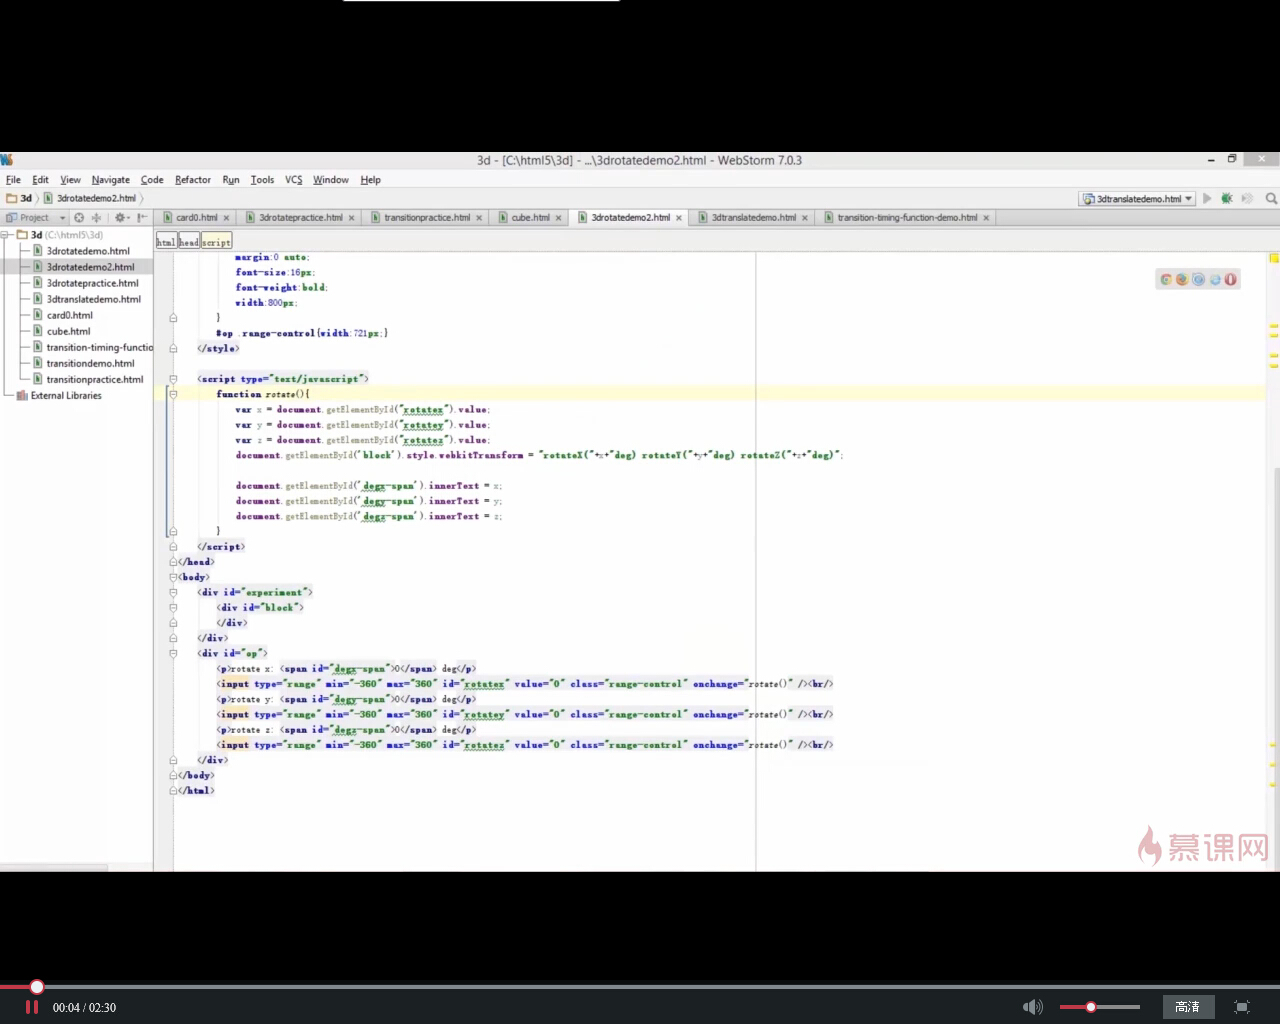 3d - [C:\html5\3d] - ...\3drotatedemo2.html - WebStorm 7.0.3
File Edit View Navigate Code Refactor Run Tools VCS Window Help
3d 3drotatedemo2.html 3dtranslatedemo.html
Project card0.html 3drotatepractice.html transitionpractice.html cube.html 3drotatedemo2.html 3dtranslatedemo.html transition-timing-function-demo.html
3d (C:\html5\3d)
3drotatedemo.html
3drotatedemo2.html
3drotatepractice.html
3dtranslatedemo.html
card0.html
cube.html
transition-timing-functio
transitiondemo.html
transitionpractice.html
External Libraries
html head script
margin:0 auto;
font-size:16px;
font-weight:bold;
width:800px;
}
#op .range-control{width:721px;}
</style>
<script type="text/javascript">
function rotate(){
var x = document.getElementById("rotatex").value;
var y = document.getElementById("rotatey").value;
var z = document.getElementById("rotatez").value;
document.getElementById('block').style.webkitTransform = "rotateX("+x+"deg) rotateY("+y+"deg) rotateZ("+z+"deg)";
document.getElementById('degx-span').innerText = x;
document.getElementById('degy-span').innerText = y;
document.getElementById('degz-span').innerText = z;
}
</script>
</head>
<body>
<div id="experiment">
<div id="block">
</div>
</div>
<div id="op">
<p>rotate x: <span id="degx-span">0</span> deg</p>
<input type="range" min="-360" max="360" id="rotatex" value="0" class="range-control" onchange="rotate()" /><br/>
<p>rotate y: <span id="degy-span">0</span> deg</p>
<input type="range" min="-360" max="360" id="rotatey" value="0" class="range-control" onchange="rotate()" /><br/>
<p>rotate z: <span id="degz-span">0</span> deg</p>
<input type="range" min="-360" max="360" id="rotatez" value="0" class="range-control" onchange="rotate()" /><br/>
</div>
</body>
</html>
慕课网
00:04 / 02:30
高清